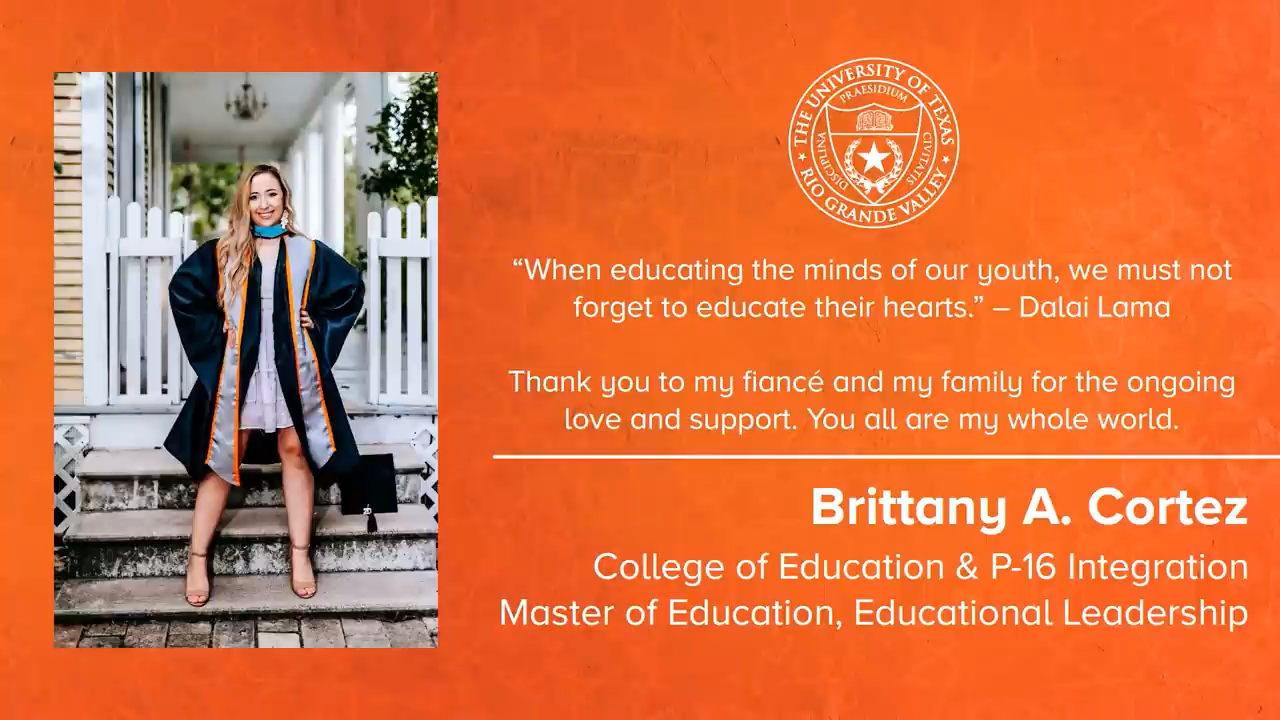 THE UNIVERSITY OF TEXAS
RIO GRANDE VALLEY
PRAESIDIUM
DISCIPLINA
CIVITATIS
“When educating the minds of our youth, we must not
forget to educate their hearts.” – Dalai Lama
Thank you to my fiancé and my family for the ongoing
love and support. You all are my whole world.
Brittany A. Cortez
College of Education & P-16 Integration
Master of Education, Educational Leadership